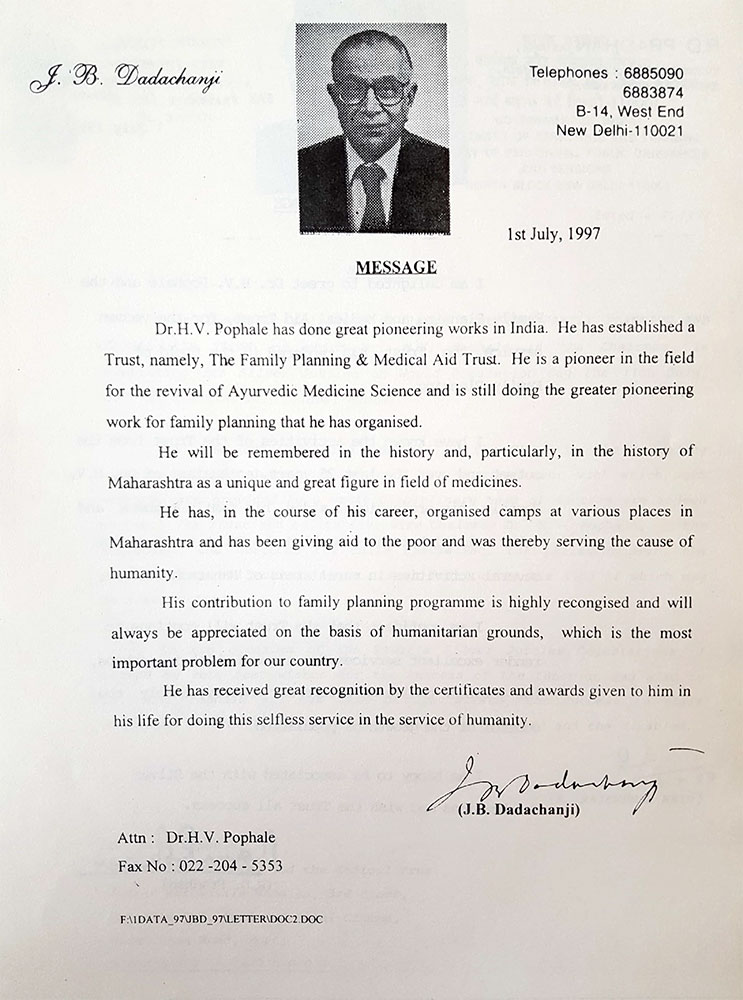 J. B. Dadachanji
Telephones : 6885090
6883874
B-14, West End
New Delhi-110021
1st July, 1997
MESSAGE
Dr.H.V. Pophale has done great pioneering works in India. He has established a
Trust, namely, The Family Planning & Medical Aid Trust. He is a pioneer in the field
for the revival of Ayurvedic Medicine Science and is still doing the greater pioneering
work for family planning that he has organised.
He will be remembered in the history and, particularly, in the history of
Maharashtra as a unique and great figure in field of medicines.
He has, in the course of his career, organised camps at various places in
Maharashtra and has been giving aid to the poor and was thereby serving the cause of
humanity.
His contribution to family planning programme is highly recongised and will
always be appreciated on the basis of humanitarian grounds, which is the most
important problem for our country.
He has received great recognition by the certificates and awards given to him in
his life for doing this selfless service in the service of humanity.
J B Dadachanji
(J.B. Dadachanji)
Attn : Dr.H.V. Pophale
Fax No : 022 -204 - 5353
F:\1DATA_97\JBD_97\LETTER\DOC2.DOC